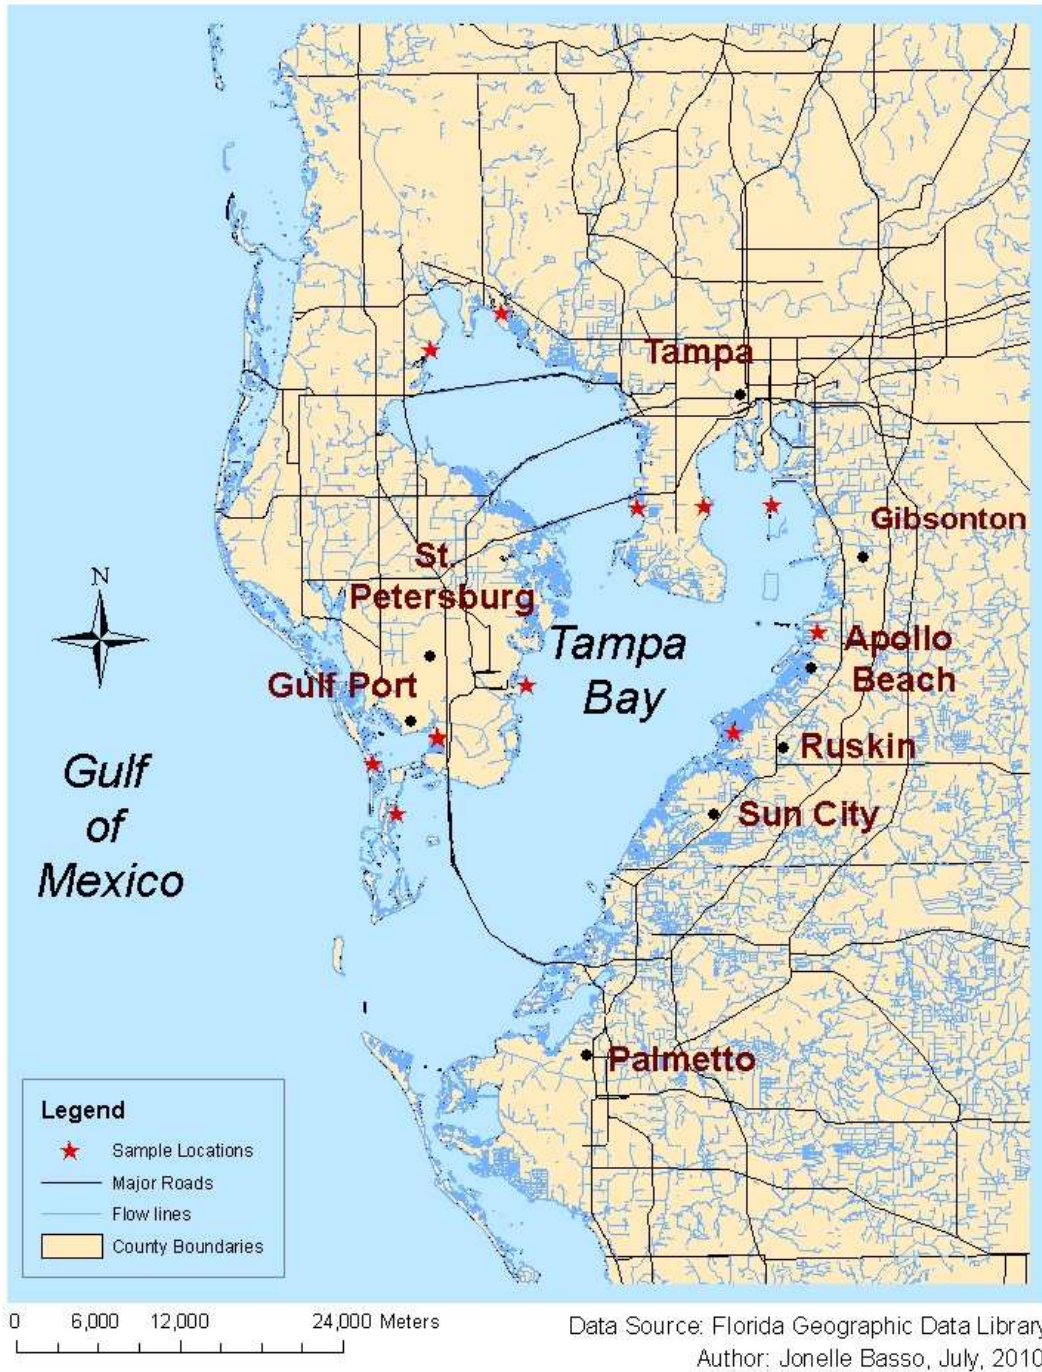 Tampa
Gibsonton
St.
Petersburg
Tampa
Bay
Apollo
Beach
Gulf Port
Ruskin
Gulf
of
Mexico
Sun City
Palmetto
N
Legend
Sample Locations
Major Roads
Flow lines
County Boundaries
0 6,000 12,000 24,000 Meters
Data Source: Florida Geographic Data Library
Author: Jonelle Basso, July, 2010